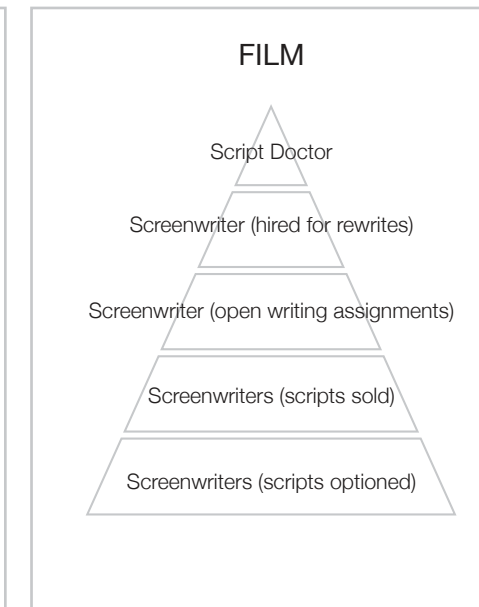 FILM
Script Doctor
Screenwriter (hired for rewrites)
Screenwriter (open writing assignments)
Screenwriters (scripts sold)
Screenwriters (scripts optioned)